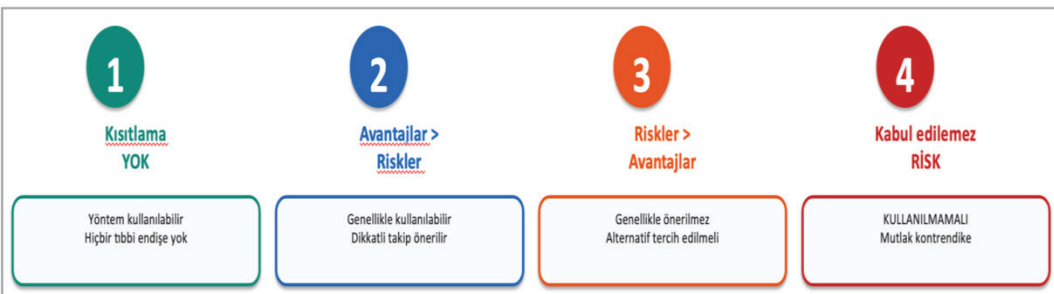 1
Kısıtlama
YOK
Yöntem kullanılabilir
Hiçbir tıbbi endişe yok
2
Avantajlar >
Riskler
Genellikle kullanılabilir
Dikkatli takip önerilir
3
Riskler >
Avantajlar
Genellikle önerilmez
Alternatif tercih edilmeli
4
Kabul edilemez
RİSK
KULLANILMAMALI
Mutlak kontrendike